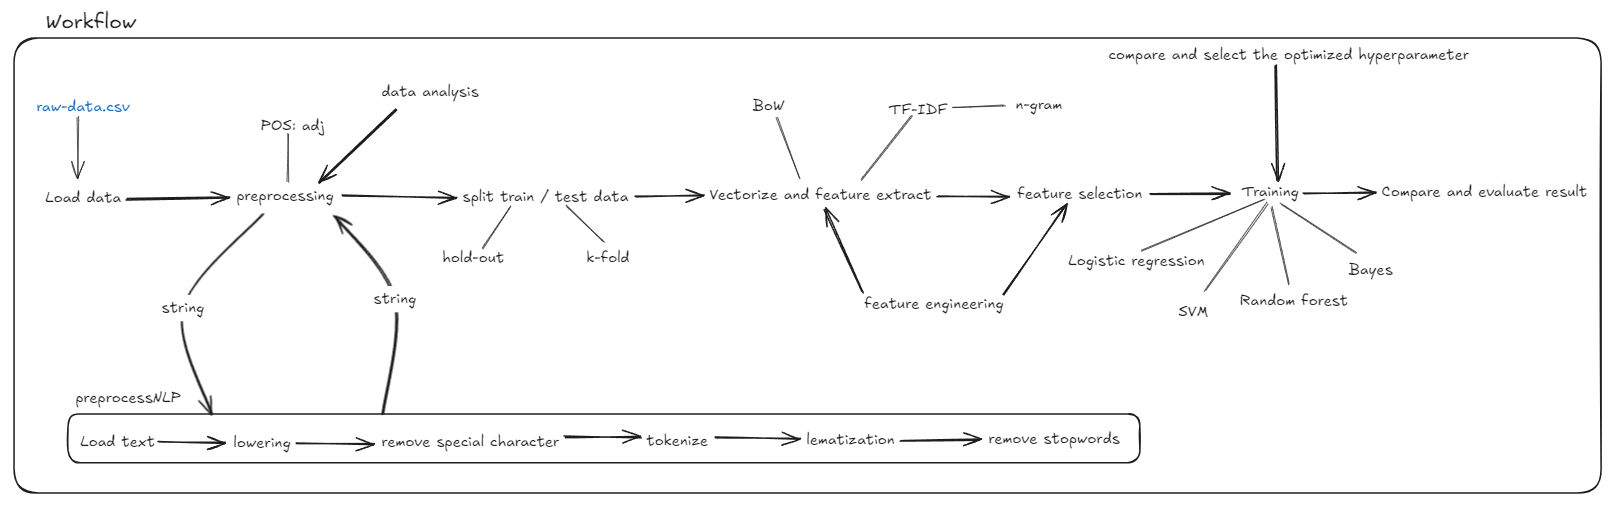 Workflow
compare and select the optimized hyperparameter
data analysis
raw-data.csv
BoW
TF-IDF
n-gram
POS: adj
Load data
preprocessing
split train / test data
Vectorize and feature extract
feature selection
Training
Compare and evaluate result
hold-out
k-fold
Logistic regression
Bayes
string
string
feature engineering
Random forest
SVM
preprocessNLP
Load text
lowering
remove special character
tokenize
lematization
remove stopwords